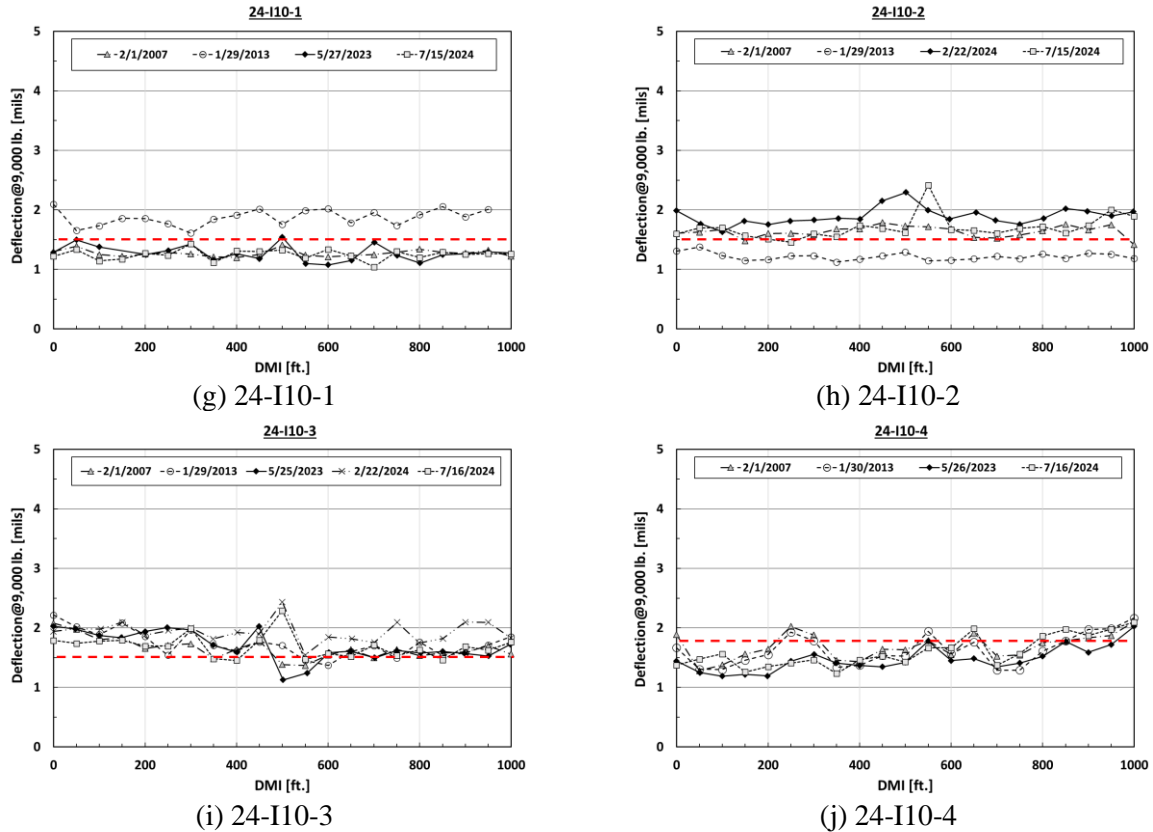 24-I10-1
2/1/2007 1/29/2013 5/27/2023 7/15/2024
Deflection@9,000 lb. [mils]
5
4
3
2
1
0
0 200 400 600 800 1000
DMI [ft.]
(g) 24-I10-1
24-I10-2
2/1/2007 1/29/2013 2/22/2024 7/15/2024
Deflection@9,000 lb. [mils]
5
4
3
2
1
0
0 200 400 600 800 1000
DMI [ft.]
(h) 24-I10-2
24-I10-3
2/1/2007 1/29/2013 5/25/2023 2/22/2024 7/16/2024
Deflection@9,000 lb. [mils]
5
4
3
2
1
0
0 200 400 600 800 1000
DMI [ft.]
(i) 24-I10-3
24-I10-4
2/1/2007 1/30/2013 5/26/2023 7/16/2024
Deflection@9,000 lb. [mils]
5
4
3
2
1
0
0 200 400 600 800 1000
DMI [ft.]
(j) 24-I10-4